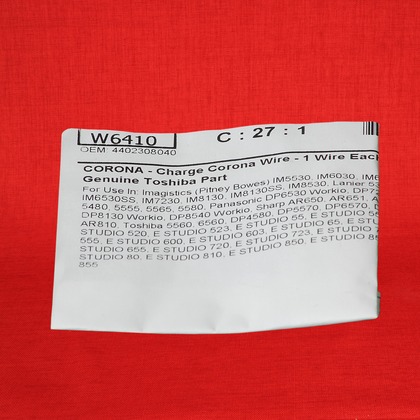 W6410 C : 27 : 1
OEM: 4402308040
CORONA - Charge Corona Wire - 1 Wire Each
Genuine Toshiba Part
For Use In: Imagistics (Pitney Bowes) IM5530, IM6030,
IM6530SS, IM7230, IM8130, IM8130SS, IM8530, Lanier
5480, 5555, 5565, 5580, Panasonic DP6530 Workio,
DP8130 Workio, DP8540 Workio, Sharp AR650, AR651,
AR810, Toshiba 5560, 6560, DP4580, DP5570, DP6570,
STUDIO 520, E STUDIO 523, E STUDIO 55, E STUDIO
555, E STUDIO 600, E STUDIO 603, E STUDIO 723, E
STUDIO 655, E STUDIO 720, E STUDIO 850, E
STUDIO 80, E STUDIO 810, E STUDIO
855